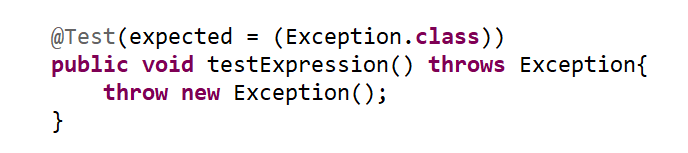 @Test(expected = (Exception.class))
public void testExpression() throws Exception{
    throw new Exception();
}